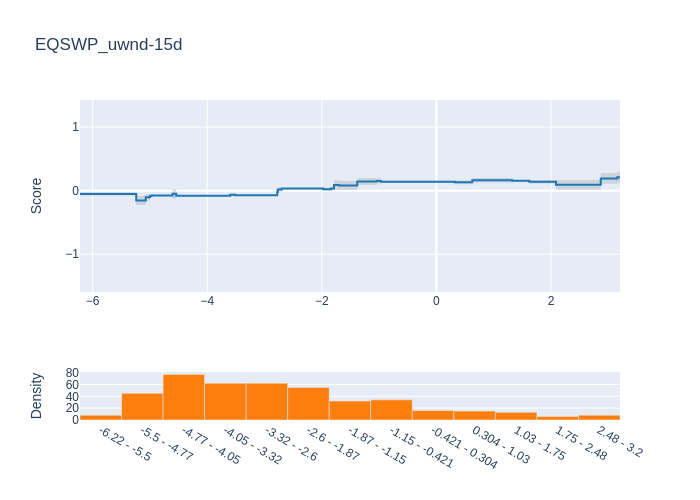 EQSWP_uwnd-15d
Score
1
0
−1
−6
−4
−2
0
2
Density
80
60
40
20
0
-6.22 - -5.5
-5.5 - -4.77
-4.77 - -4.05
-4.05 - -3.32
-3.32 - -2.6
-2.6 - -1.87
-1.87 - -1.15
-1.15 - -0.421
-0.421 - 0.304
0.304 - 1.03
1.03 - 1.75
1.75 - 2.48
2.48 - 3.2